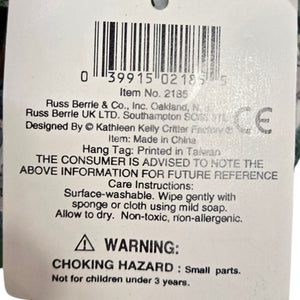 0 39915 02185 5
Item No. 2185
Russ Berrie & Co., Inc. Oakland, N.
Russ Berrie UK LTD. Southampton
Designed By © Kathleen Kelly Critter Factory
CE
Item: Made in China
Hang Tag: Printed in Taiwan
THE CONSUMER IS ADVISED TO NOTE THE
ABOVE INFORMATION FOR FUTURE REFERENCE
Care Instructions:
Surface-washable. Wipe gently with
sponge or cloth using mild soap.
Allow to dry. Non-toxic, non-allergenic.
⚠ WARNING:
CHOKING HAZARD : Small parts.
Not for children under 3 years.